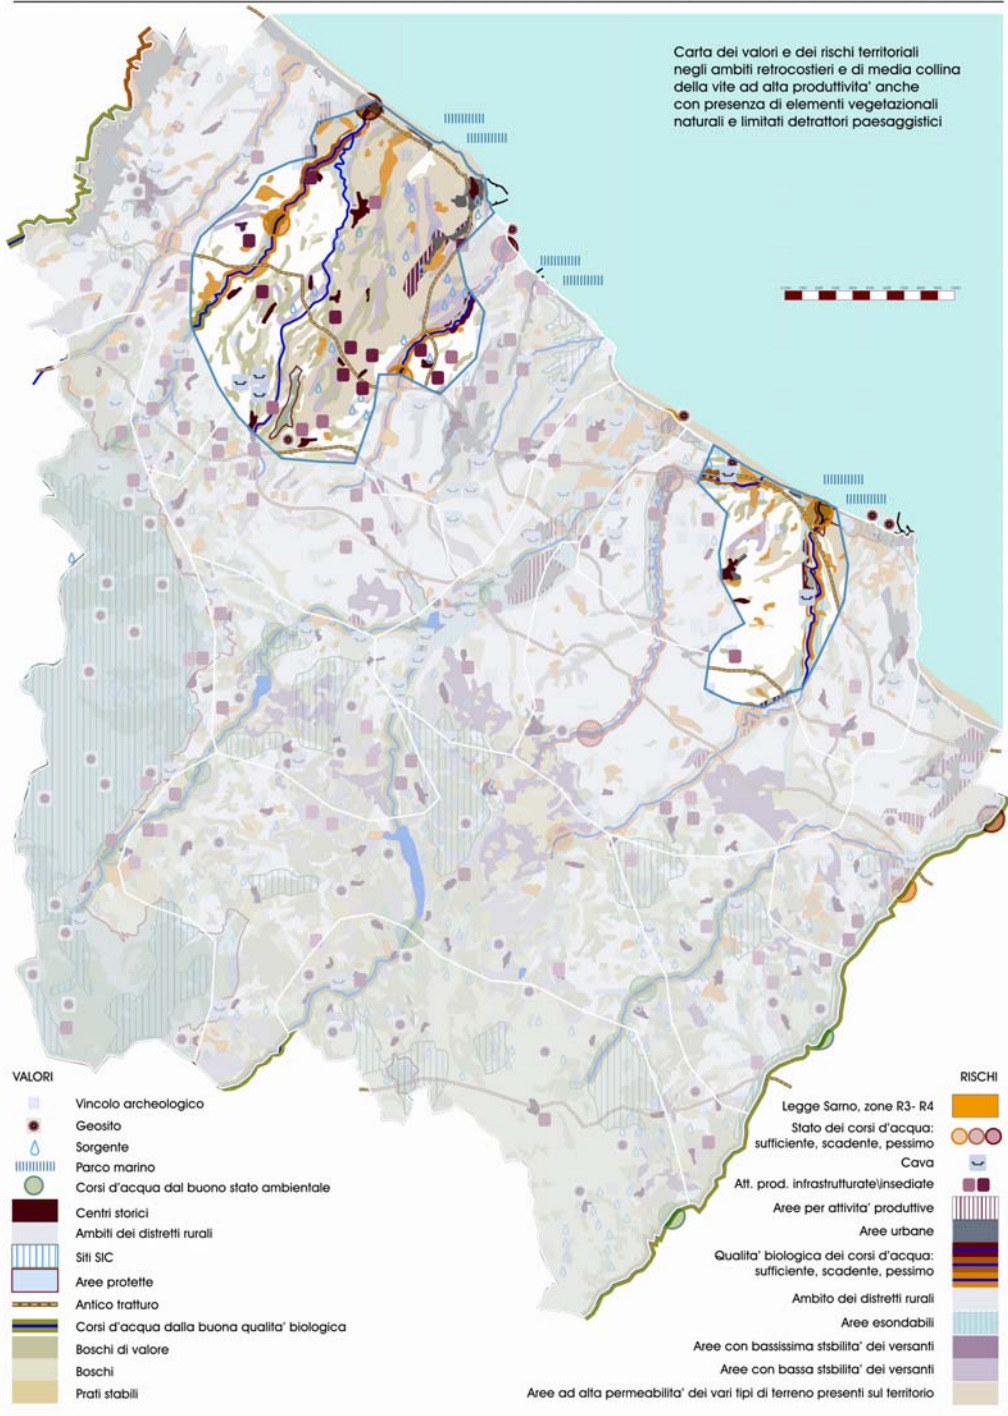 Carta dei valori e dei rischi territoriali
negli ambiti retrocostieri e di media collina
della vite ad alta produttivita' anche
con presenza di elementi vegetazionali
naturali e limitati detrattori paesaggistici
VALORI
Vincolo archeologico
Geosito
Sorgente
Parco marino
Corsi d'acqua dal buono stato ambientale
Centri storici
Ambiti dei distretti rurali
Siti SIC
Aree protette
Antico tratturo
Corsi d'acqua dalla buona qualita' biologica
Boschi di valore
Boschi
Prati stabili
RISCHI
Legge Sarno, zone R3- R4
Stato dei corsi d'acqua:
sufficiente, scadente, pessimo
Cava
Att. prod. infrastrutturate\insediate
Aree per attivita' produttive
Aree urbane
Qualita' biologica dei corsi d'acqua:
sufficiente, scadente, pessimo
Ambito dei distretti rurali
Aree esondabili
Aree con bassissima stsbilita' dei versanti
Aree con bassa stsbilita' dei versanti
Aree ad alta permeabilita' dei vari tipi di terreno presenti sul territorio